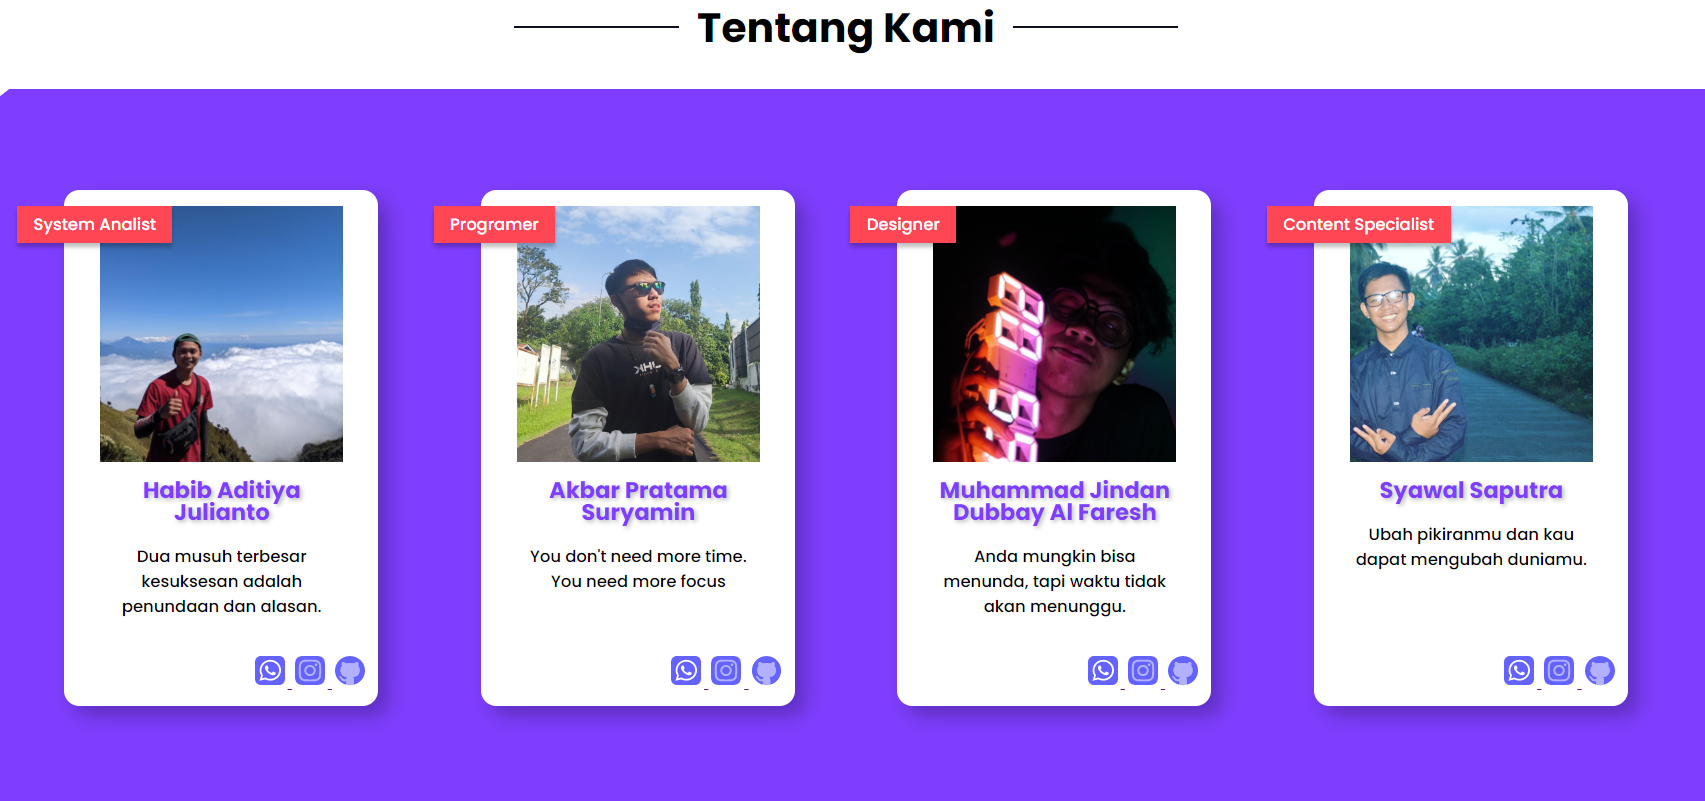 Tentang Kami
System Analist
Habib Aditiya
Julianto
Dua musuh terbesar
kesuksesan adalah
penundaan dan alasan.
Programer
Akbar Pratama
Suryamin
You don't need more time.
You need more focus
Designer
Muhammad Jindan
Dubbay Al Faresh
Anda mungkin bisa
menunda, tapi waktu tidak
akan menunggu.
Content Specialist
Syawal Saputra
Ubah pikiranmu dan kau
dapat mengubah duniamu.